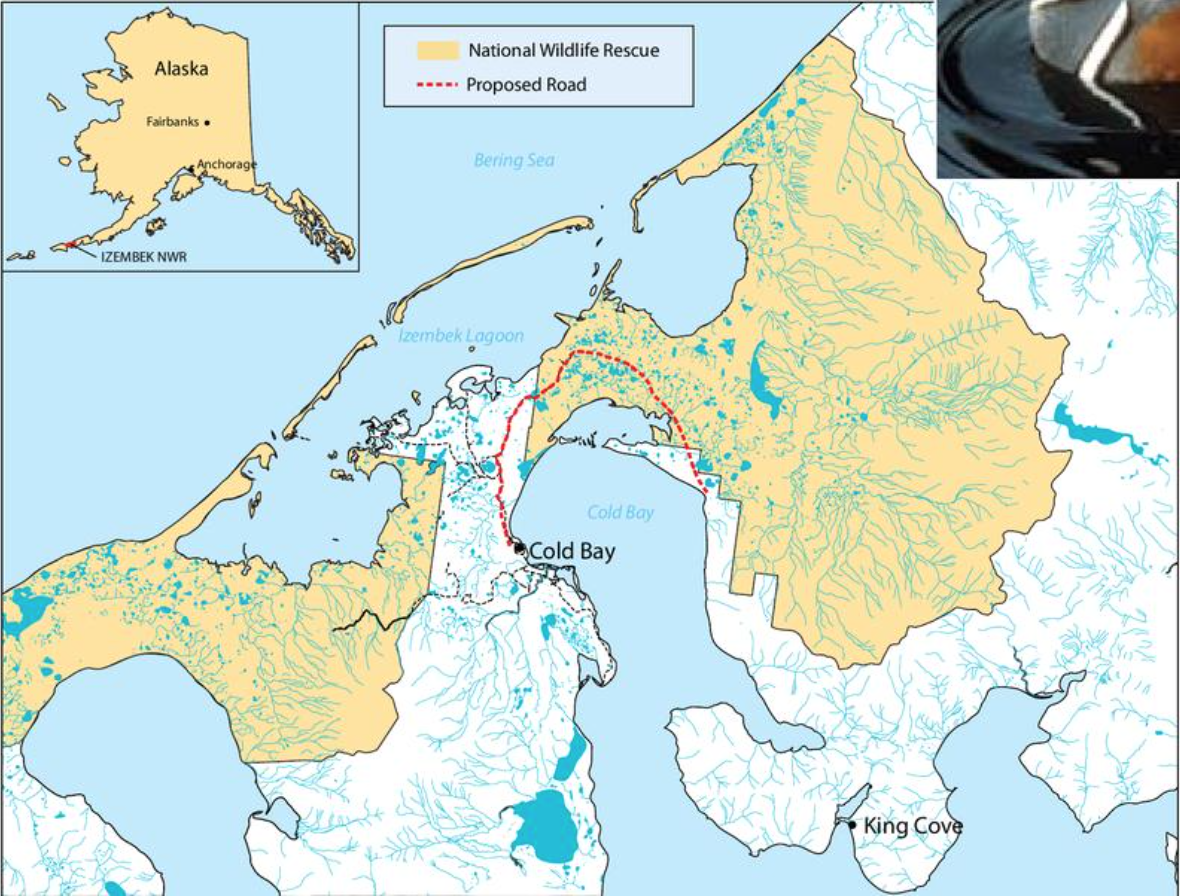 Alaska
Fairbanks
Anchorage
IZEMBEK NWR
National Wildlife Rescue
Proposed Road
Bering Sea
Izembek Lagoon
Cold Bay
Cold Bay
King Cove